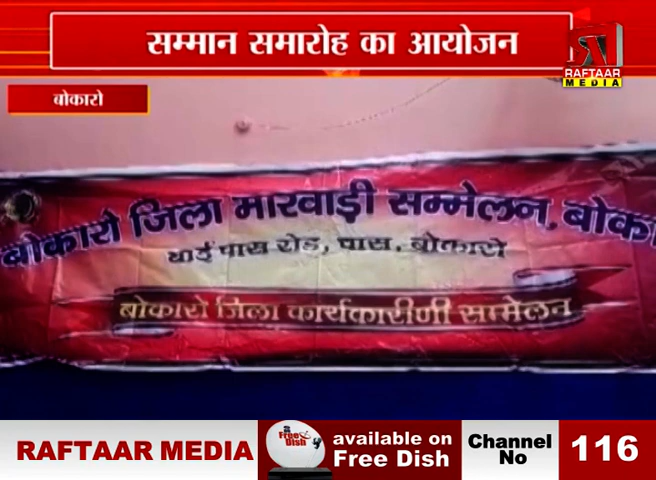 सम्मान समारोह का आयोजन
RAFTAAR
MEDIA
बोकारो
बोकारो जिला मारवाड़ी सम्मेलन, बोका
बाई पास रोड, चास, बोकारो
बोकारो जिला कार्यकारीणी सम्मेलन
RAFTAAR MEDIA
Free Dish
available on
Free Dish
Channel
No
116